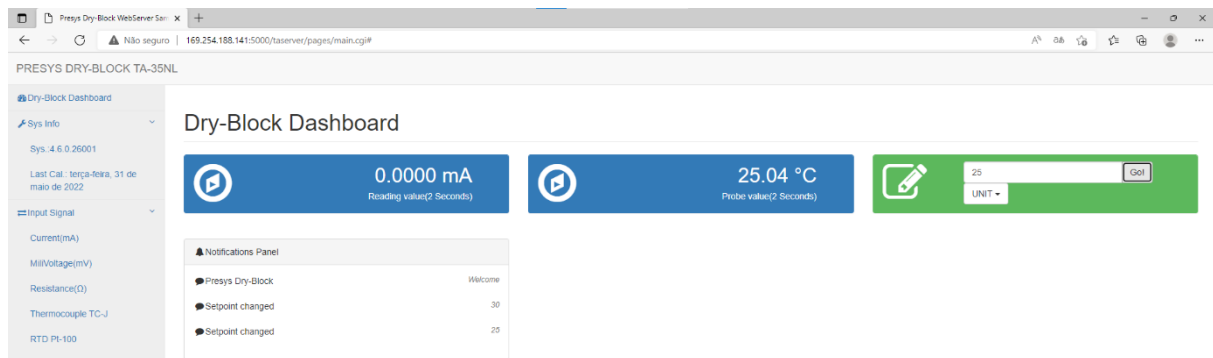 Presys Dry-Block WebServer Sam
Não seguro | 169.254.188.141:5000/taserver/pages/main.cgi#
PRESYS DRY-BLOCK TA-35NL
Dry-Block Dashboard
Sys Info
Sys.:4.6.0.26001
Last Cal.: terça-feira, 31 de
maio de 2022
Input Signal
Current(mA)
MiliVoltage(mV)
Resistance(Ω)
Thermocouple TC-J
RTD Pt-100
Dry-Block Dashboard
0.0000 mA
Reading value(2 Seconds)
25.04 °C
Probe value(2 Seconds)
25
Go!
UNIT
Notifications Panel
Presys Dry-Block Welcome
Setpoint changed 30
Setpoint changed 25